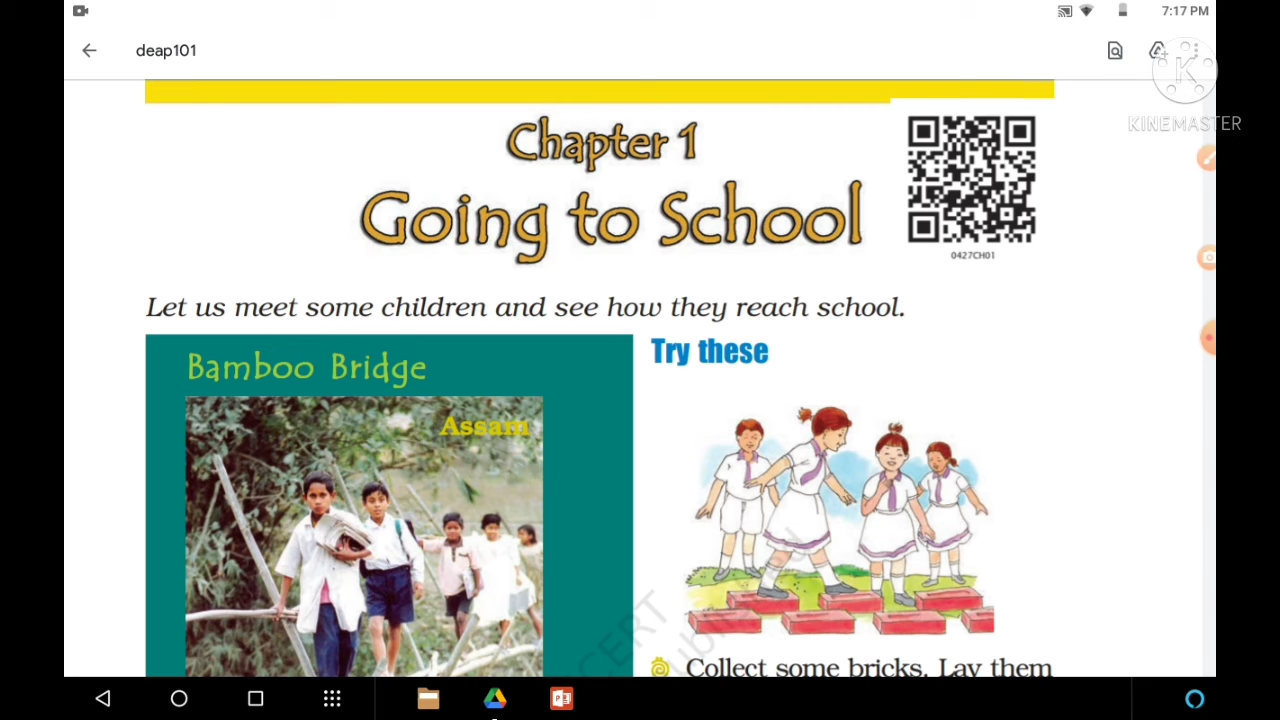 7:17 PM
deap101
KINEMASTER
Chapter 1
Going to School
0427CH01
Let us meet some children and see how they reach school.
Bamboo Bridge
Assam
Try these
Collect some bricks. Lay them